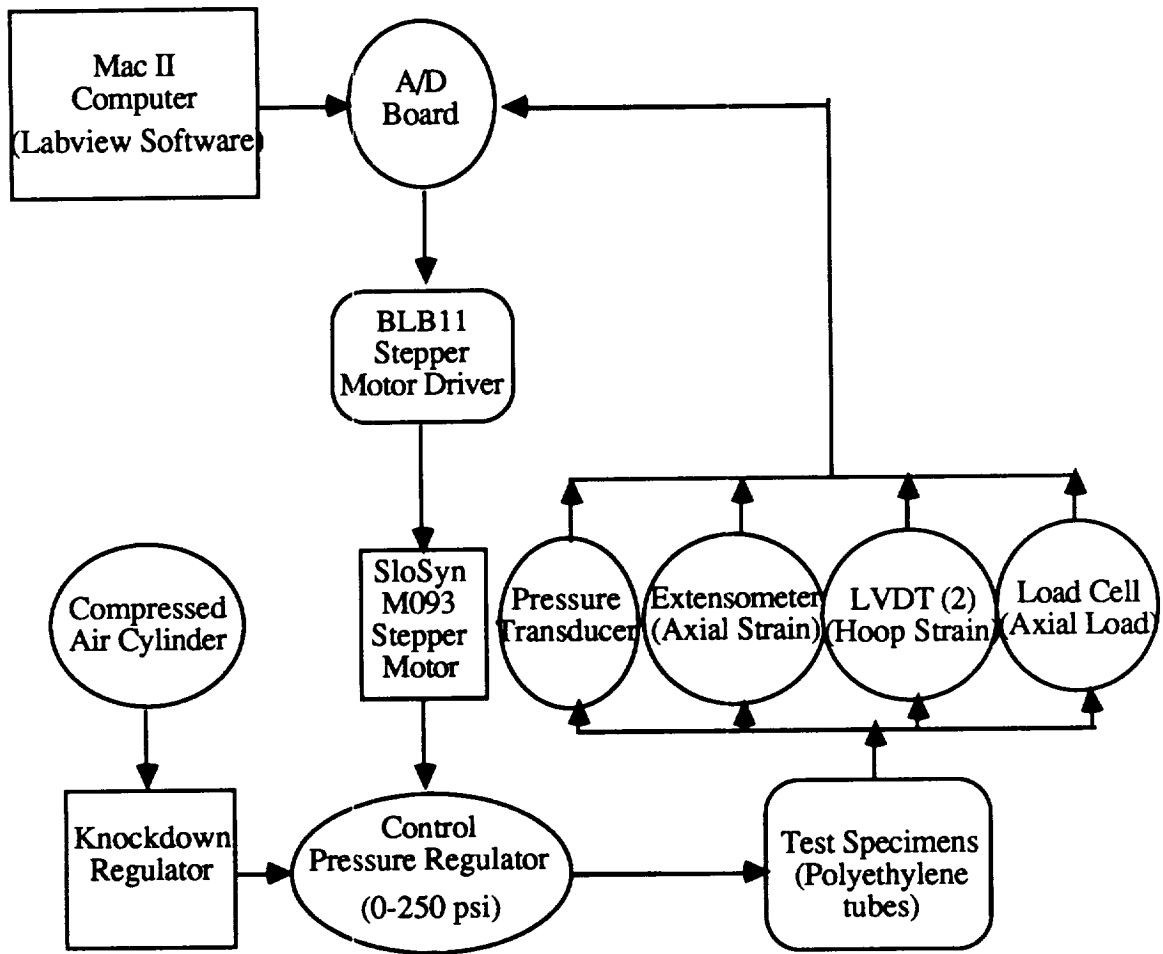 Mac II
Computer
(Labview Software)
A/D
Board
BLB11
Stepper
Motor Driver
SloSyn
M093
Stepper
Motor
Compressed
Air Cylinder
Pressure
Transducer
Extensometer
(Axial Strain)
LVDT (2)
(Hoop Strain)
Load Cell
(Axial Load)
Knockdown
Regulator
Control
Pressure Regulator
(0-250 psi)
Test Specimens
(Polyethylene
tubes)